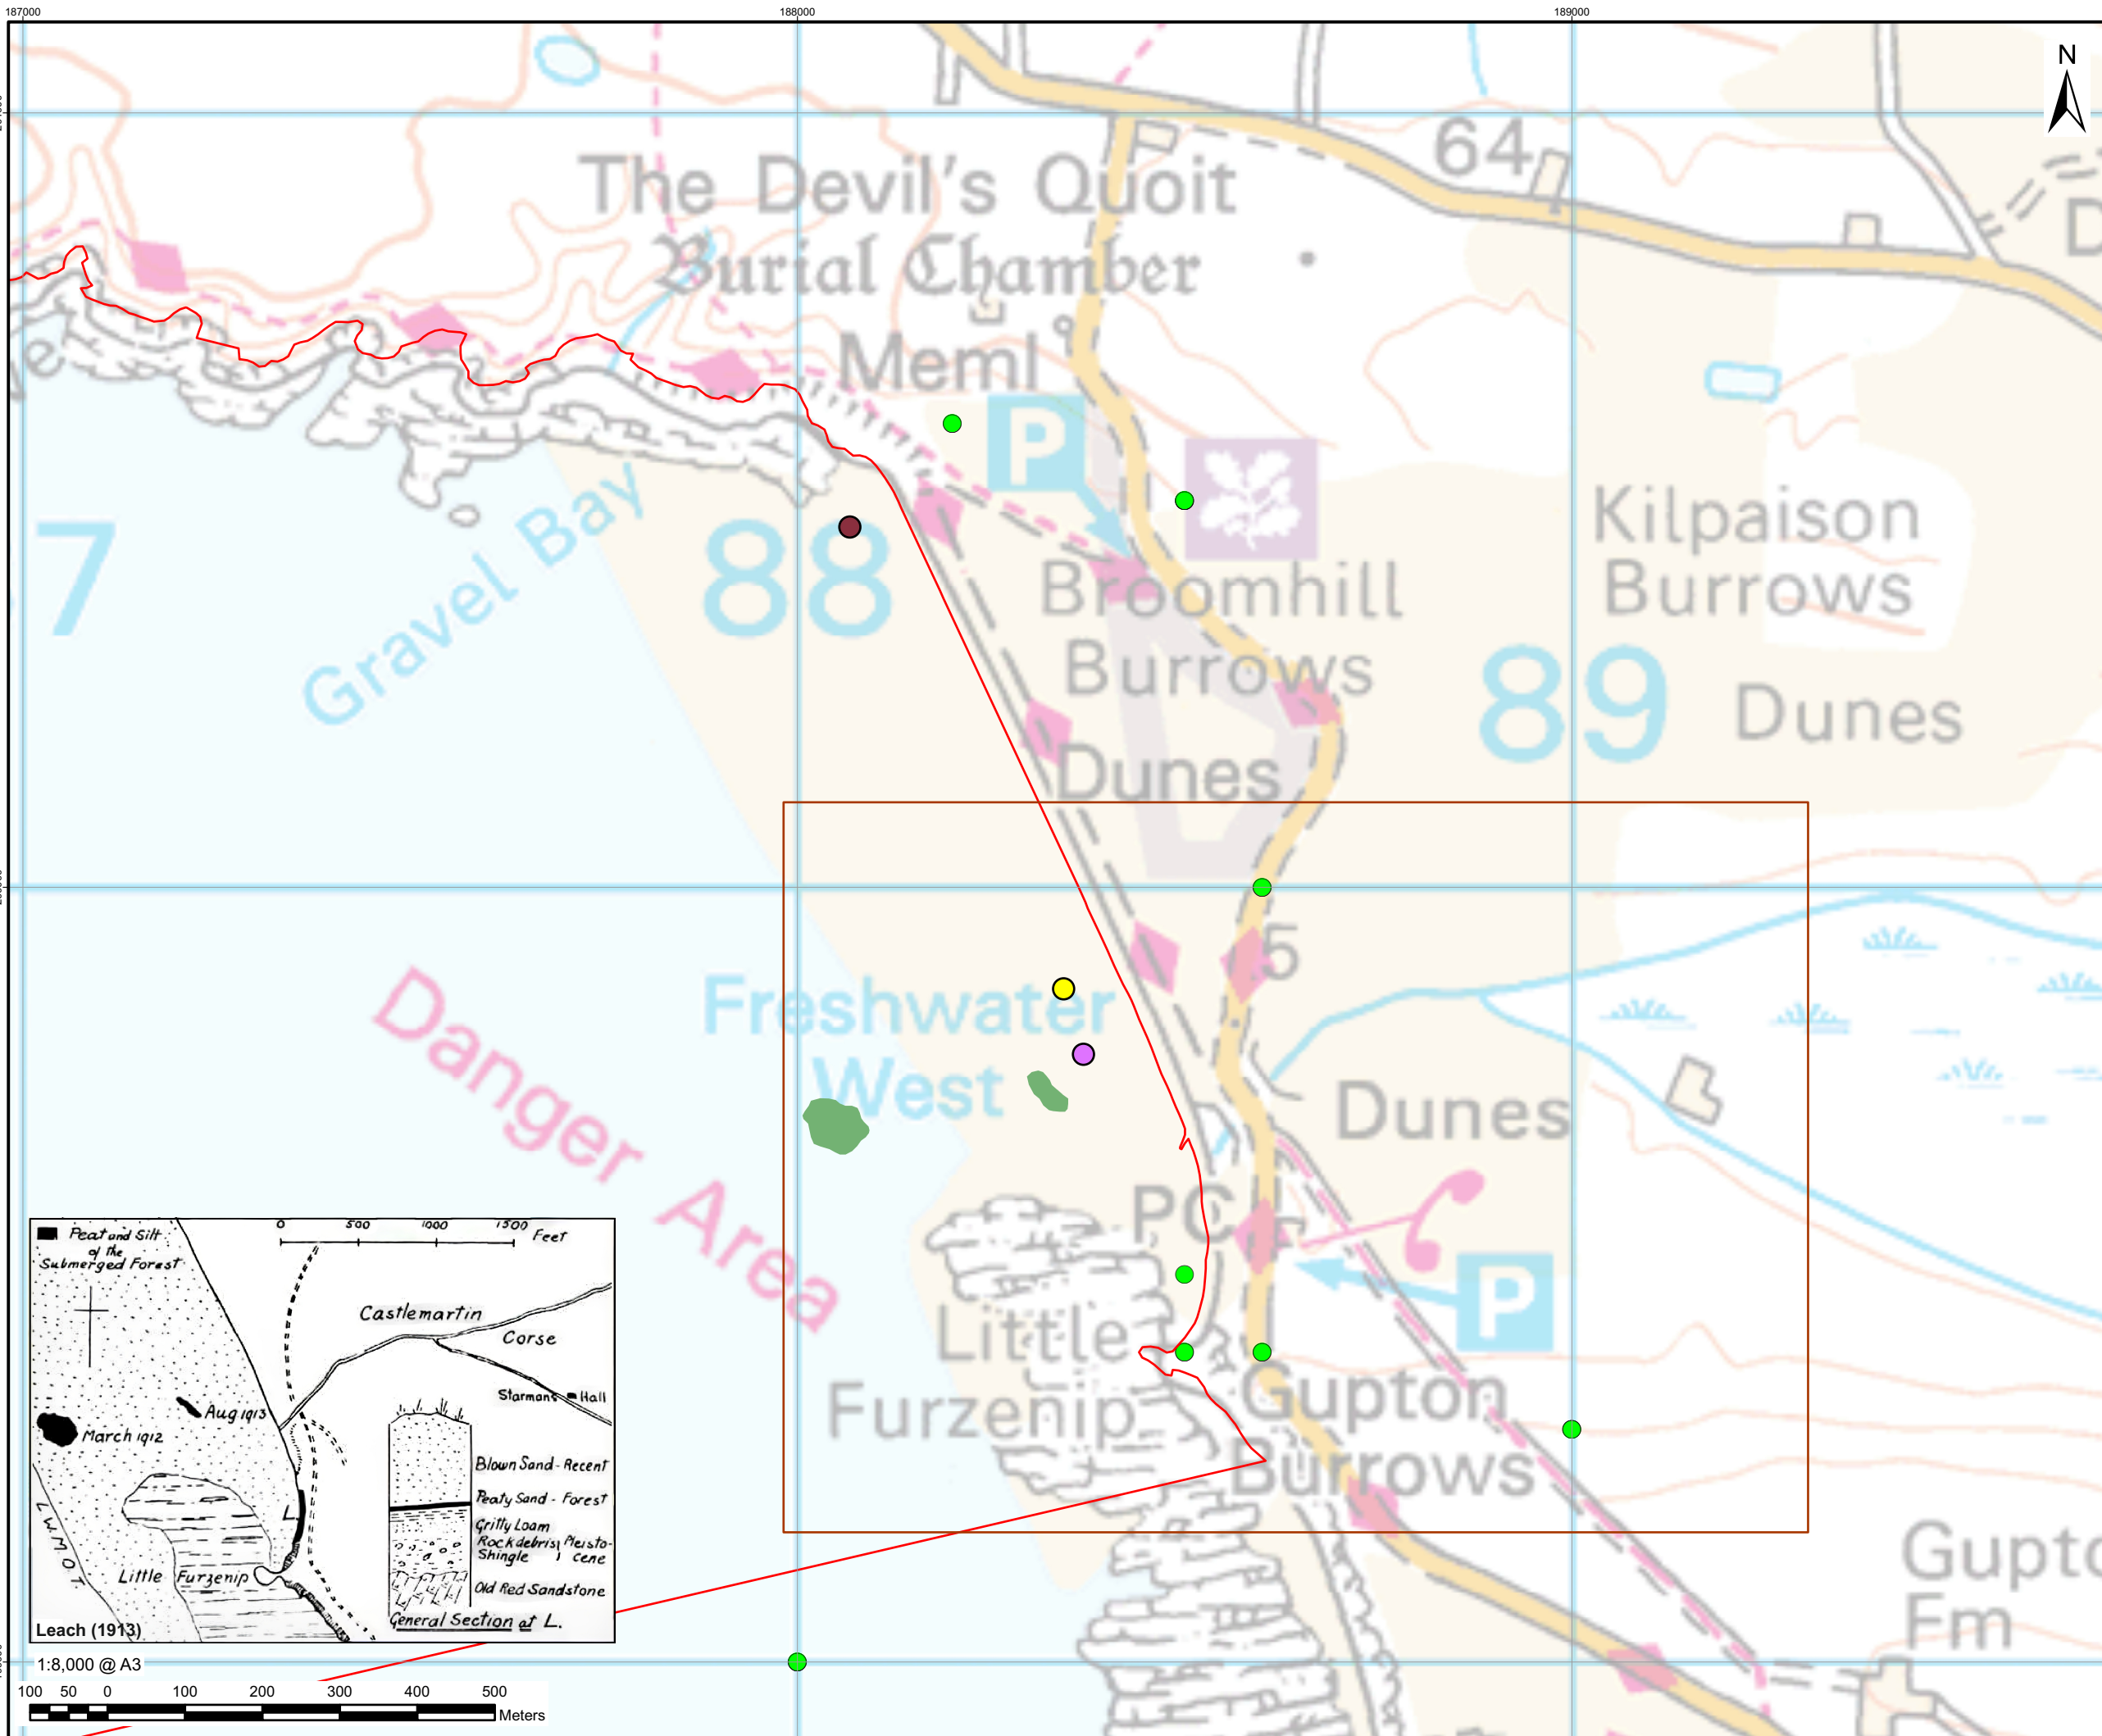 187000
188000
189000
N
64
The Devil's Quoit
Burial Chamber
Meml
P
7
Gravel Bay
88
Kilpaison
Burrows
Broomhill
Burrows
89
Dunes
Dunes
5
Freshwater
West
Danger Area
Dunes
PC
P
Little
Furzenip
Gupton
Burrows
Gupto
Fm
Peat and Silt
of the
Submerged Forest
0 500 1000 1500 Feet
Castlemartin
Corse
Starmans Hall
Aug 1913
March 1912
Blown Sand - Recent
Peaty Sand - Forest
Gritty Loam
Rockdebris Pleisto-
Shingle cene
Old Red Sandstone
L
L.W.M.O.T.
Little Furzenip
General Section at L.
Leach (1913)
1:8,000 @ A3
100 50 0 100 200 300 400 500
Meters